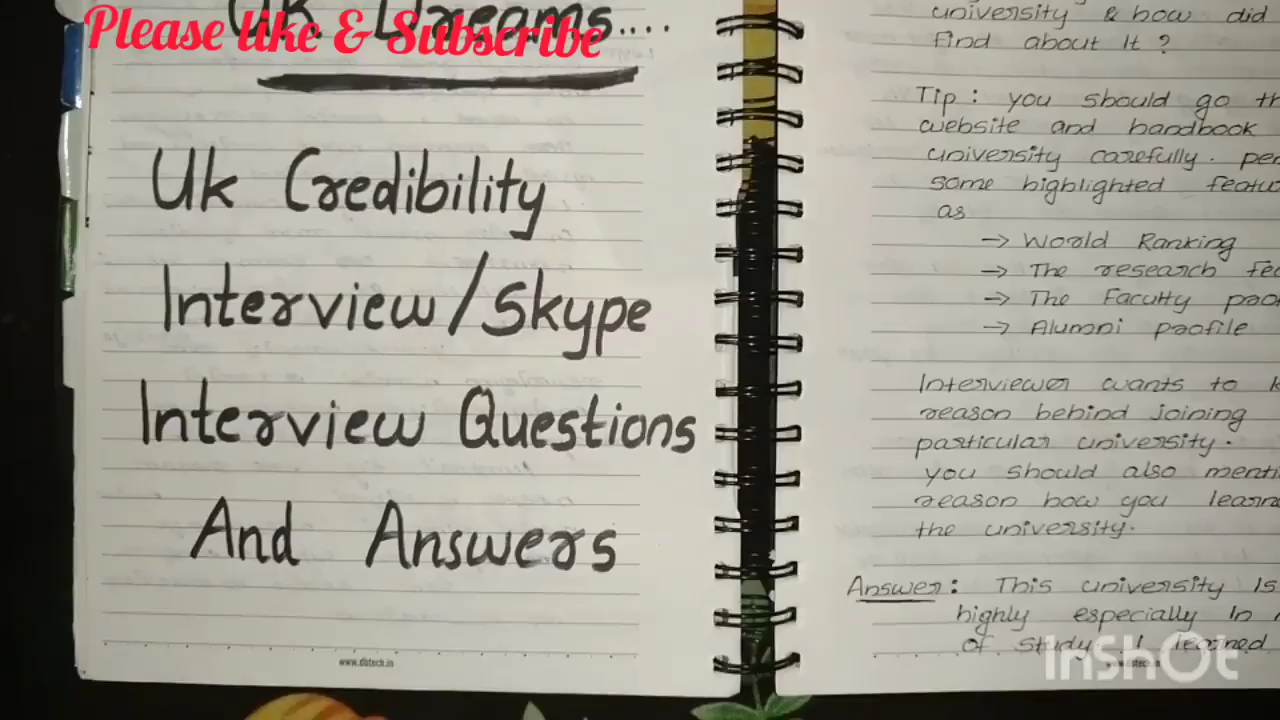 UK Dreams....
Please like & Subscribe
Uk Credibility
Interview/Skype
Interview Questions
And Answers
www.dbtech.in
university & how did
find about It ?
Tip : you should go th
website and handbook
university carefully. per
some highlighted featu
as
→ World Ranking
→ The research fec
→ The Faculty pro
→ Alumni profile
Interviewer wants to k
reason behind joining
particular university.
you should also menti
reason how you learn
the university.
Answer : This university Is
highly especially In
of study. I learned
InShOt